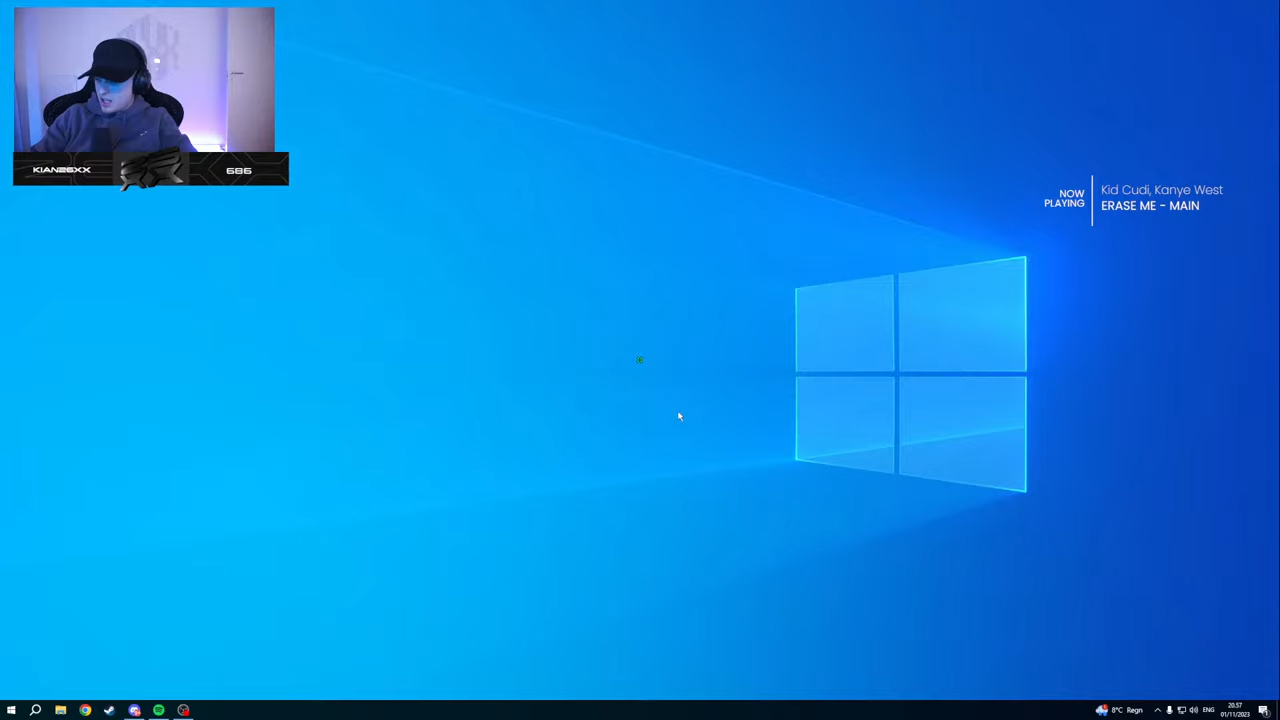 KIAN26XX
686
NOW
PLAYING
Kid Cudi, Kanye West
ERASE ME - MAIN
8°C Regn
ENG
20.57
01/11/2023